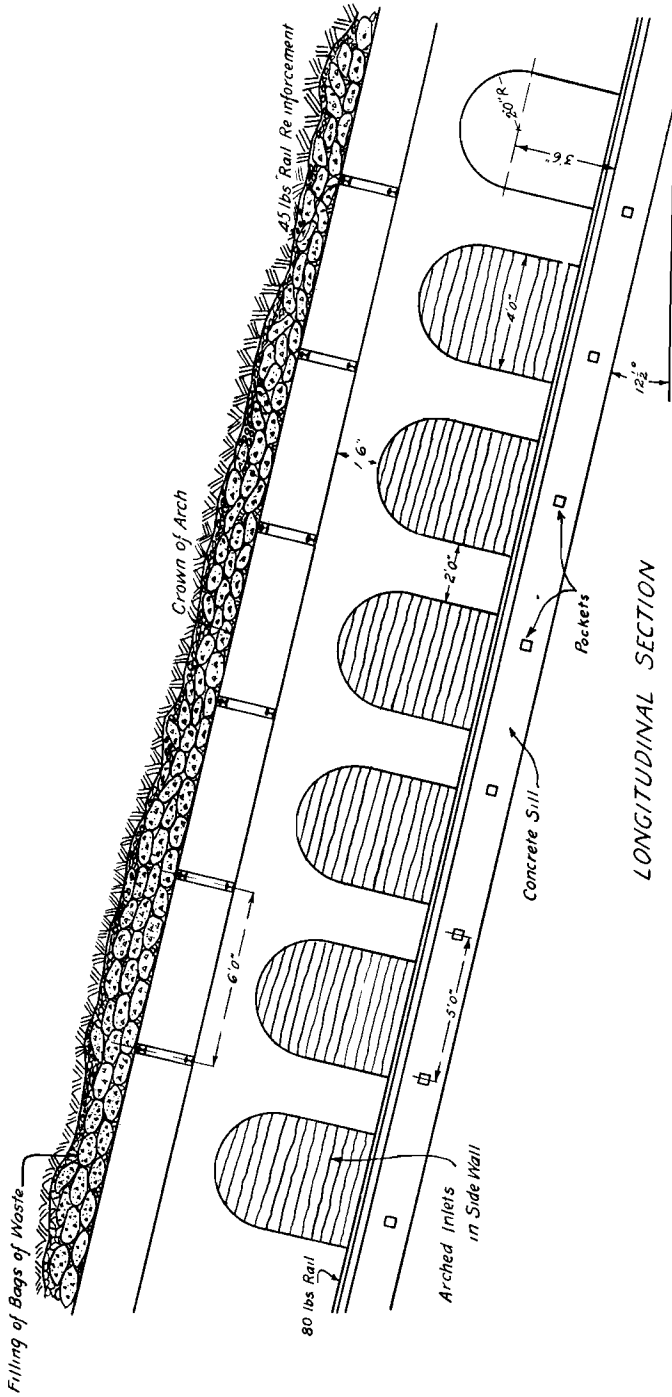 Filling of Bags of Waste
45 lbs Rail Reinforcement
Crown of Arch
2'0" R
3'6"
4'0"
1'6"
2'0"
12½°
6'0"
5'0"
Pockets
80 lbs Rail
Concrete Sill
Arched Inlets
in Side Wall
LONGITUDINAL SECTION